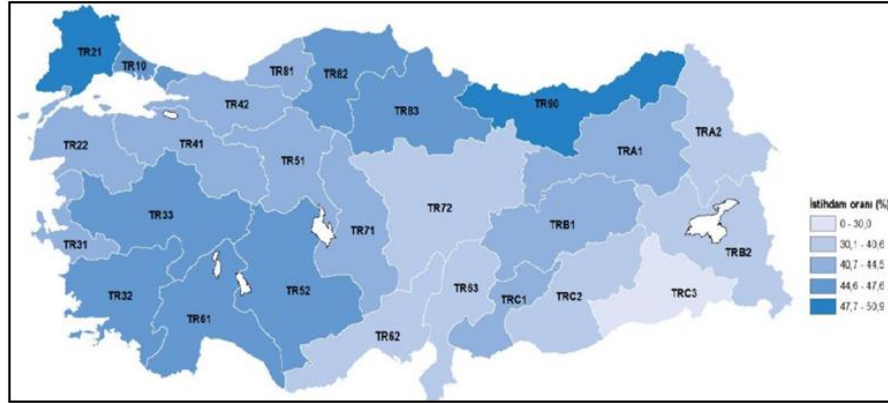 TR21
TR10
TR81
TR82
TR42
TR83
TR90
TRA2
TR22
TR41
TR51
TRA1
TR33
TR71
TR72
TRB1
TR31
TRB2
TR32
TR61
TR52
TR63
TRC1
TRC2
TRC3
TR62
İstihdam oranı (%)
0 - 30,0
30,1 - 40,6
40,7 - 44,5
44,6 - 47,6
47,7 - 50,9